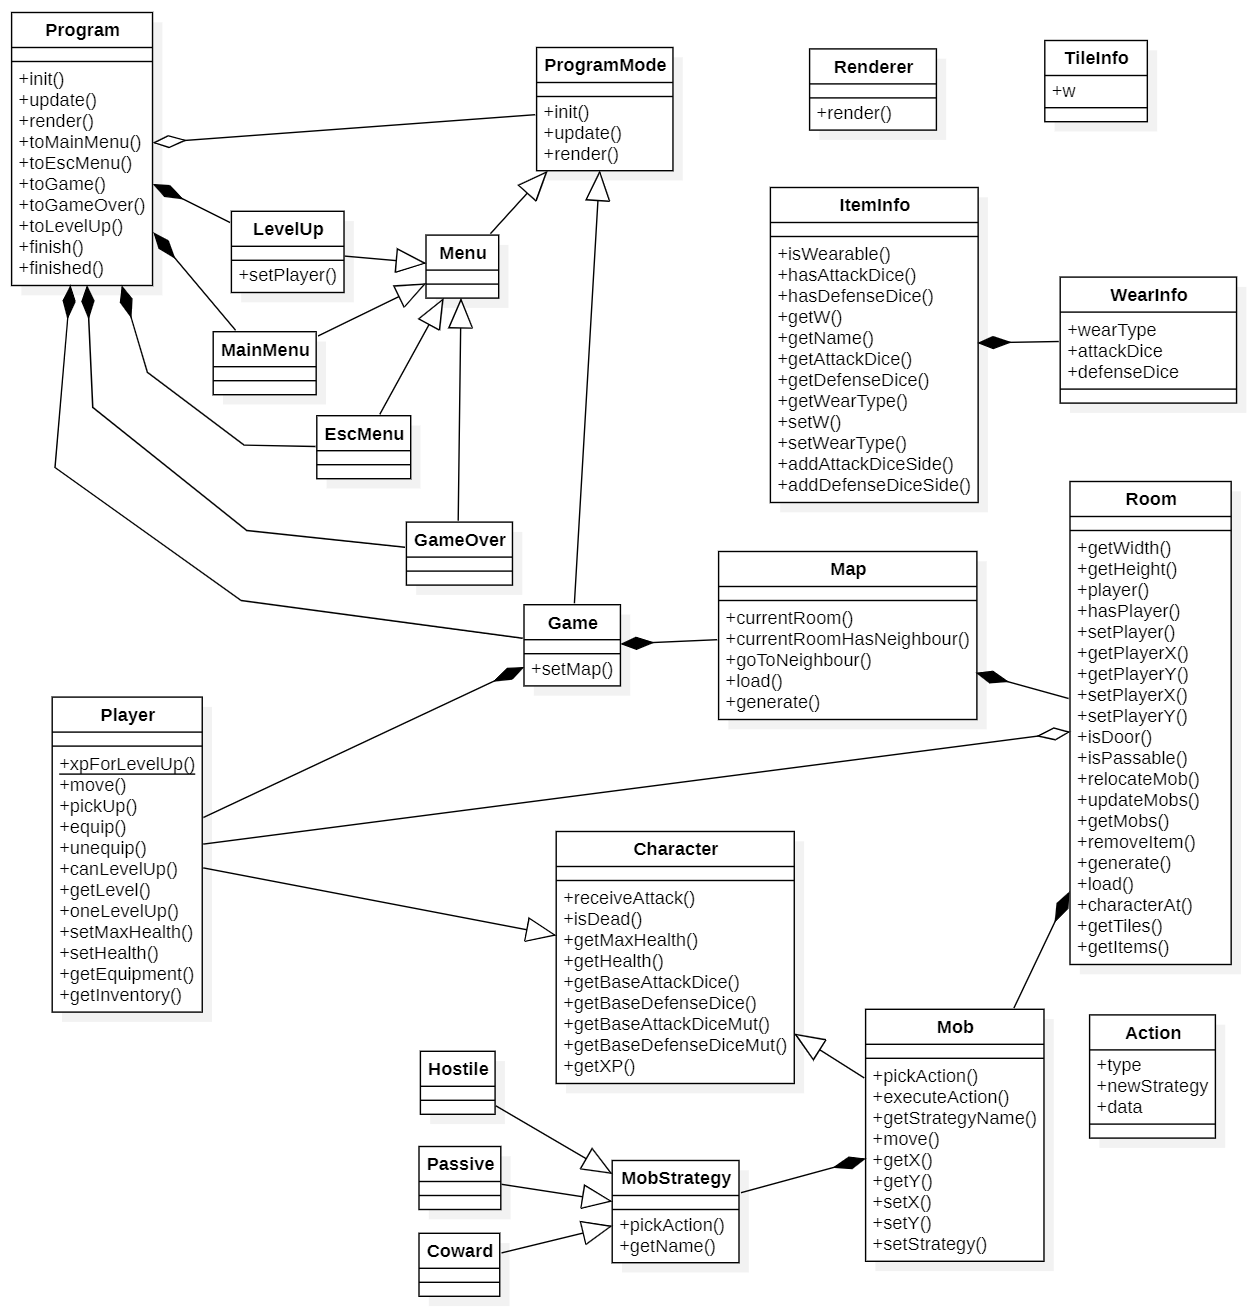 Program
+init()
+update()
+render()
+toMainMenu()
+toEscMenu()
+toGame()
+toGameOver()
+toLevelUp()
+finish()
+finished()
ProgramMode
+init()
+update()
+render()
Renderer
+render()
TileInfo
+w
LevelUp
+setPlayer()
Menu
MainMenu
EscMenu
GameOver
ItemInfo
+isWearable()
+hasAttackDice()
+hasDefenseDice()
+getW()
+getName()
+getAttackDice()
+getDefenseDice()
+getWearType()
+setW()
+setWearType()
+addAttackDiceSide()
+addDefenseDiceSide()
WearInfo
+wearType
+attackDice
+defenseDice
Game
+setMap()
Map
+currentRoom()
+currentRoomHasNeighbour()
+goToNeighbour()
+load()
+generate()
Room
+getWidth()
+getHeight()
+player()
+hasPlayer()
+setPlayer()
+getPlayerX()
+getPlayerY()
+setPlayerX()
+setPlayerY()
+isDoor()
+isPassable()
+relocateMob()
+updateMobs()
+getMobs()
+removeItem()
+generate()
+load()
+characterAt()
+getTiles()
+getItems()
Player
+xpForLevelUp()
+move()
+pickUp()
+equip()
+unequip()
+canLevelUp()
+getLevel()
+oneLevelUp()
+setMaxHealth()
+setHealth()
+getEquipment()
+getInventory()
Character
+receiveAttack()
+isDead()
+getMaxHealth()
+getHealth()
+getBaseAttackDice()
+getBaseDefenseDice()
+getBaseAttackDiceMut()
+getBaseDefenseDiceMut()
+getXP()
Mob
+pickAction()
+executeAction()
+getStrategyName()
+move()
+getX()
+getY()
+setX()
+setY()
+setStrategy()
Action
+type
+newStrategy
+data
Hostile
Passive
Coward
MobStrategy
+pickAction()
+getName()